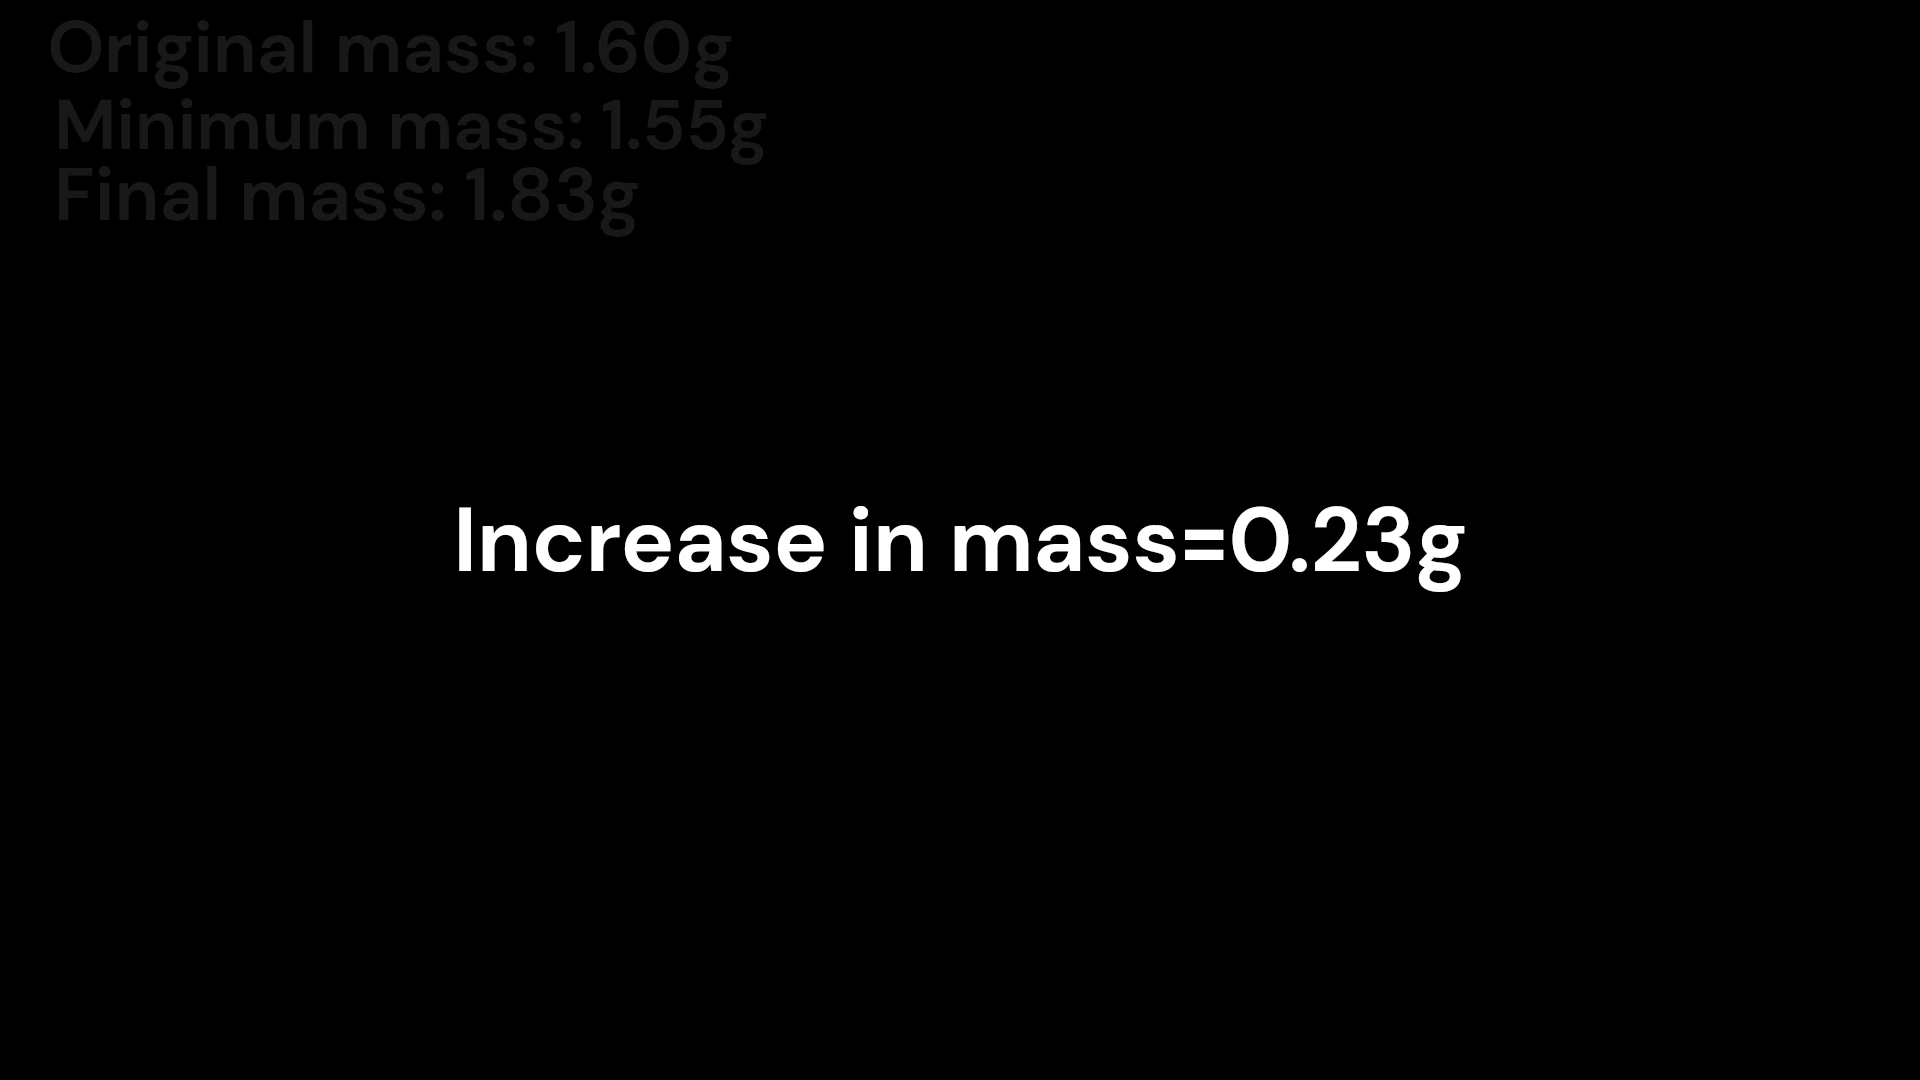 Original mass: 1.60g
Minimum mass: 1.55g
Final mass: 1.83g
Increase in mass=0.23g